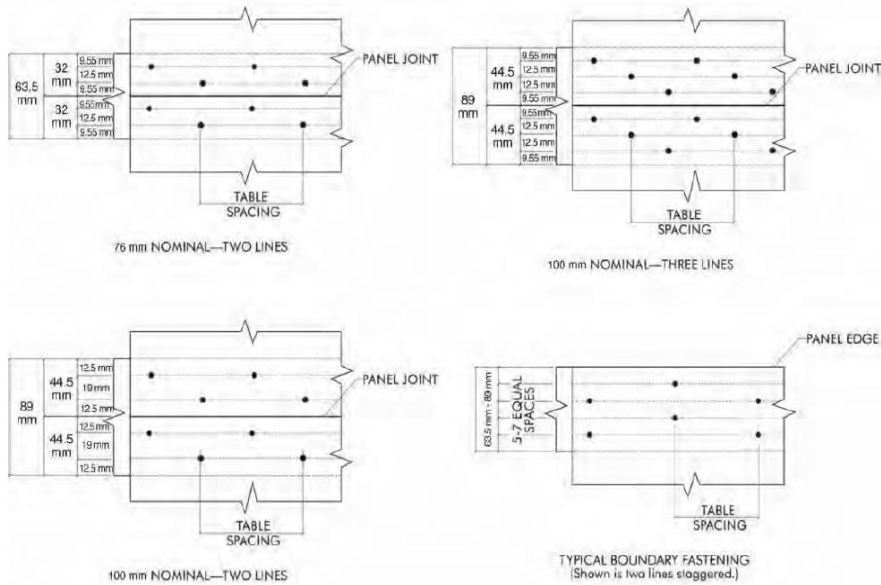 63.5
mm
32
mm
32
mm
9.55 mm
12.5 mm
9.55 mm
9.55 mm
12.5 mm
9.55 mm
PANEL JOINT
TABLE
SPACING
76 mm NOMINAL—TWO LINES
89
mm
44.5
mm
44.5
mm
9.55 mm
12.5 mm
12.5 mm
9.55 mm
9.55 mm
12.5 mm
12.5 mm
9.55 mm
PANEL JOINT
TABLE
SPACING
100 mm NOMINAL—THREE LINES
89
mm
44.5
mm
44.5
mm
12.5 mm
19 mm
12.5 mm
12.5 mm
19 mm
12.5 mm
PANEL JOINT
TABLE
SPACING
100 mm NOMINAL—TWO LINES
63.5 mm - 89 mm
5-7 EQUAL
SPACES
PANEL EDGE
TABLE
SPACING
TYPICAL BOUNDARY FASTENING
(Shown is two lines staggered.)